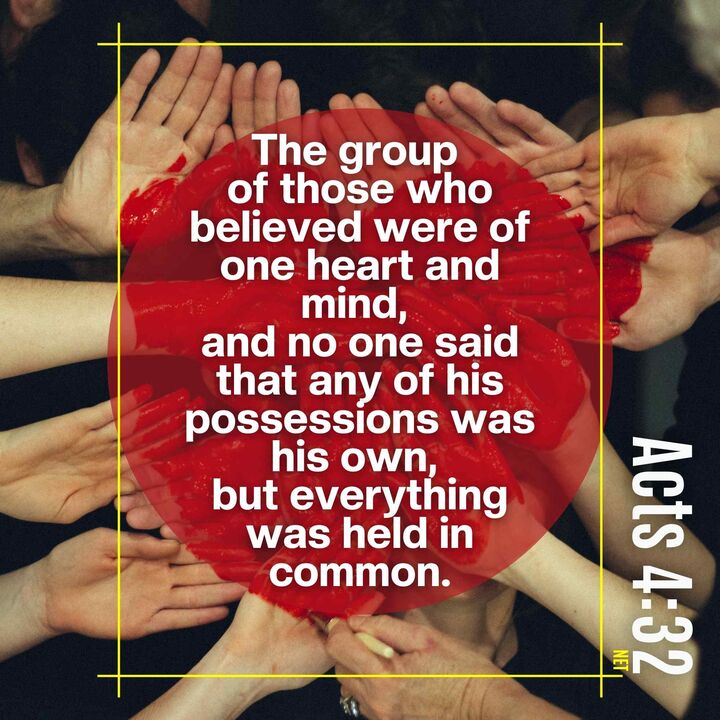 The group
of those who
believed were of
one heart and
mind,
and no one said
that any of his
possessions was
his own,
but everything
was held in
common.
Acts 4:32
NET